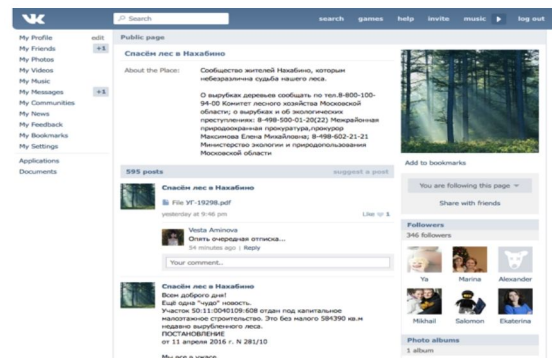 Search
search games help invite music log out
My Profile edit
My Friends +1
My Photos
My Videos
My Music
My Messages +1
My Communities
My News
My Feedback
My Bookmarks
My Settings
Applications
Documents
Public page
Спасём лес в Нахабино
About the Place:
Сообщество жителей Нахабино, которым
небезразлична судьба нашего леса.
О вырубках деревьев сообщать по тел.8-800-100-
94-00 Комитет лесного хозяйства Московской
области; о вырубках и об экологических
преступлениях: 8-498-500-01-20(22) Межрайонная
природоохранная прокуратура,прокурор
Максимова Елена Михайловна; 8-498-602-21-21
Министерство экологии и природопользования
Московской области
595 posts suggest a post
Спасём лес в Нахабино
File УГ-19298.pdf
yesterday at 9:46 pm Like 1
Vesta Aminova
Опять очередная отписка...
54 minutes ago | Reply
Your comment..
Спасём лес в Нахабино
Всем доброго дня!
Ещё одна "чудо" новость.
Участок 50:11:0040109:608 отдан под капитальное
малоэтажное строительство. Это без малого 584390 кв.м
недавно вырубленного леса.
ПОСТАНОВЛЕНИЕ
от 11 апреля 2016 г. N 281/10
Мы все в ужасе
Add to bookmarks
You are following this page
Share with friends
Followers
346 followers
Ya Marina Alexander
Mikhail Salomon Ekaterina
Photo albums
1 album